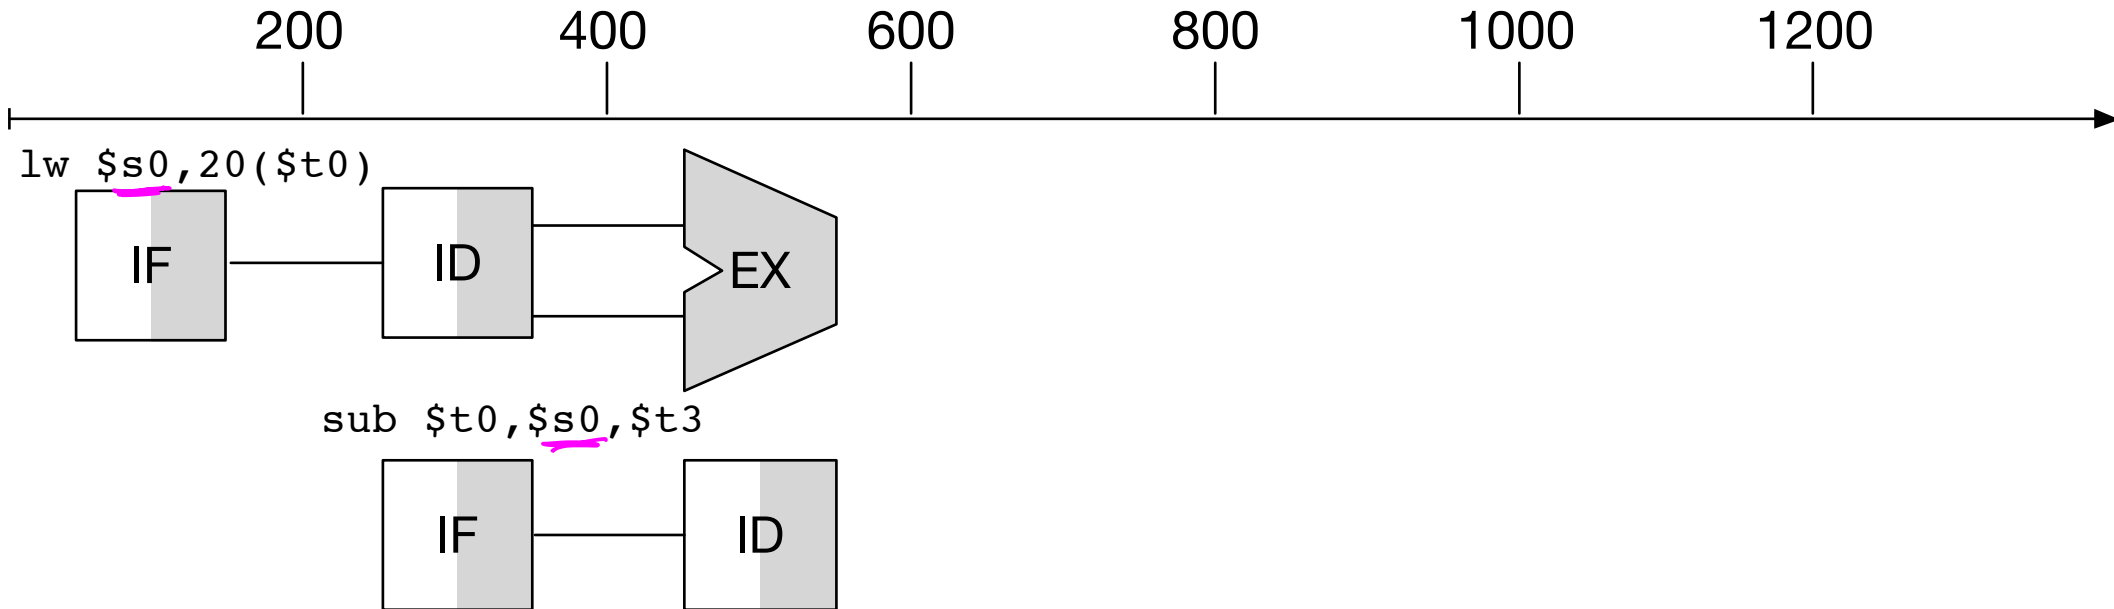 200 400 600 800 1000 1200
lw $s0,20($t0)
IF ID EX
sub $t0,$s0,$t3
IF ID